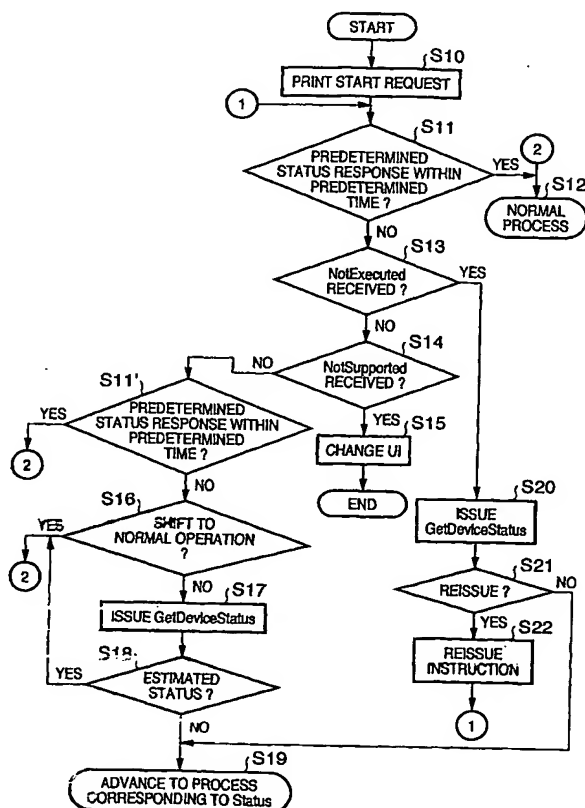 START
S10
PRINT START REQUEST
1
S11
PREDETERMINED
STATUS RESPONSE WITHIN
PREDETERMINED
TIME ?
YES
2
S12
NORMAL
PROCESS
NO
S13
NotExecuted
RECEIVED ?
YES
NO
S14
NotSupported
RECEIVED ?
NO
YES
S15
CHANGE UI
END
S11'
PREDETERMINED
STATUS RESPONSE WITHIN
PREDETERMINED
TIME ?
YES
2
NO
S16
SHIFT TO
NORMAL OPERATION
?
YES
2
NO
S17
ISSUE GetDeviceStatus
S18
ESTIMATED
STATUS ?
YES
NO
S20
ISSUE
GetDeviceStatus
S21
REISSUE ?
NO
YES
S22
REISSUE
INSTRUCTION
1
S19
ADVANCE TO PROCESS
CORRESPONDING TO Status